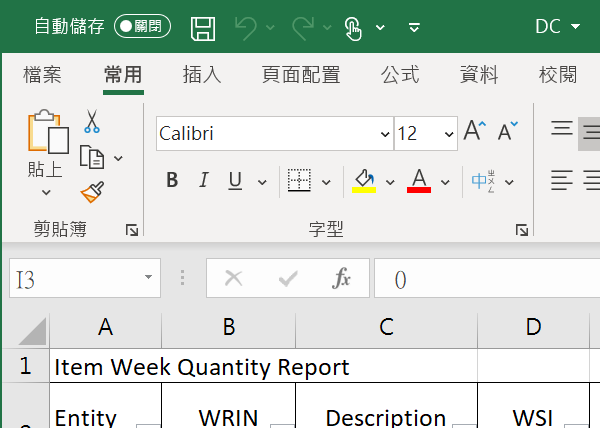 自動儲存 關閉 DC
檔案 常用 插入 頁面配置 公式 資料 校閱
Calibri 12 A A
貼上 B I U A 中
剪貼簿 字型
I3 fx 0
A B C D
1 Item Week Quantity Report
Entity WRIN Description WSI